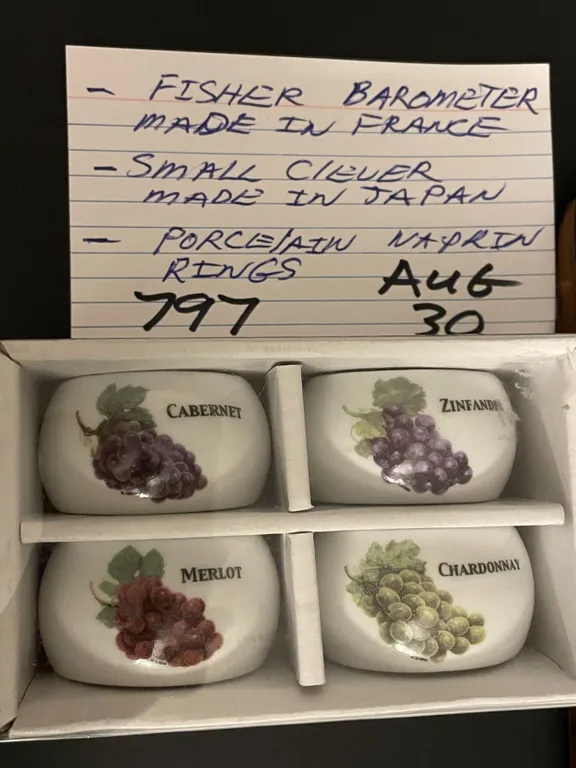 - FISHER BAROMETER
MADE IN FRANCE
- SMALL ClEVER
MADE IN JAPAN
- PORCElAIN NAPKIN
RINGS
797
AUG
30
CABERNET
ZINFANDEL
MERLOT
CHARDONNAY